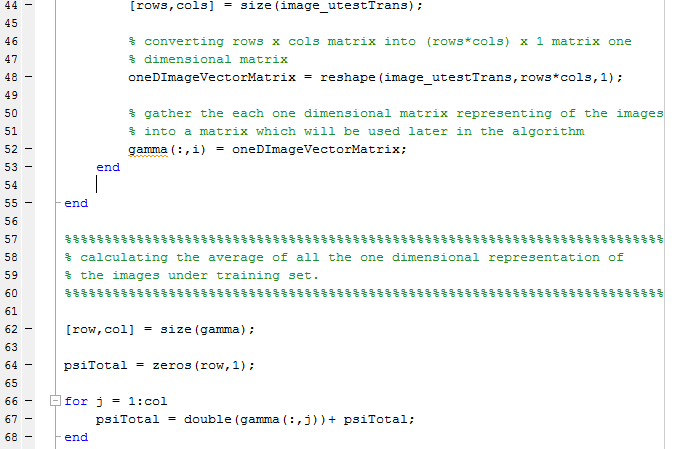 44 – [rows,cols] = size(image_utestTrans);
45
46 % converting rows x cols matrix into (rows*cols) x 1 matrix one
47 % dimensional matrix
48 – oneDImageVectorMatrix = reshape(image_utestTrans,rows*cols,1);
49
50 % gather the each one dimensional matrix representing of the images
51 % into a matrix which will be used later in the algorithm
52 – gamma(:,i) = oneDImageVectorMatrix;
53 – end
54
55 – end
56
57 %%%%%%%%%%%%%%%%%%%%%%%%%%%%%%%%%%%%%%%%%%%%%%%%%%%%%%%%%%%%%%%%%%%%%%%%%%%
58 % calculating the average of all the one dimensional representation of
59 % the images under training set.
60 %%%%%%%%%%%%%%%%%%%%%%%%%%%%%%%%%%%%%%%%%%%%%%%%%%%%%%%%%%%%%%%%%%%%%%%%%%%
61
62 – [row,col] = size(gamma);
63
64 – psiTotal = zeros(row,1);
65
66 – for j = 1:col
67 – psiTotal = double(gamma(:,j))+ psiTotal;
68 – end